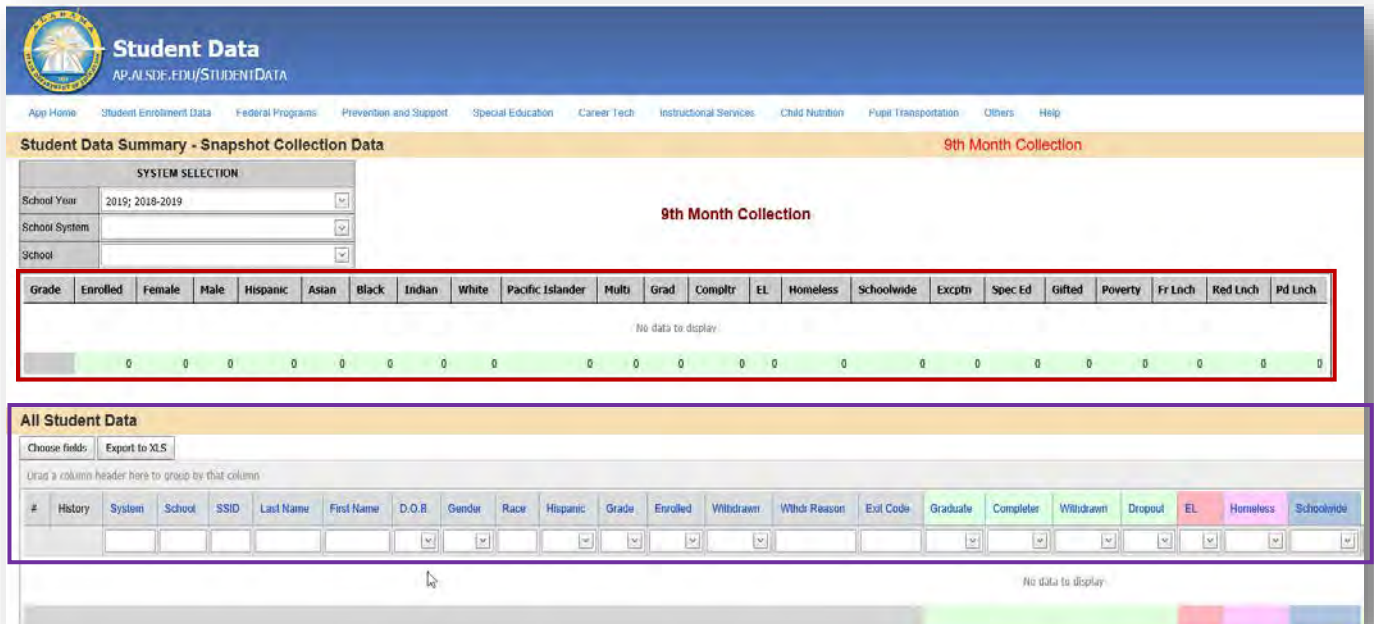 ALABAMA
Student Data
AP.ALSDE.EDU/STUDENTDATA
App Home Student Enrollment Data Federal Programs Prevention and Support Special Education Career Tech Instructional Services Child Nutrition Pupil Transportation Others Help
Student Data Summary - Snapshot Collection Data 9th Month Collection
SYSTEM SELECTION
School Year 2019; 2018-2019
9th Month Collection
School System
School
Grade Enrolled Female Male Hispanic Asian Black Indian White Pacific Islander Multi Grad Compltr EL Homeless Schoolwide Excptn Spec Ed Gifted Poverty Fr Lnch Red Lnch Pd Lnch
No data to display
0 0 0 0 0 0 0 0 0 0 0 0 0 0 0 0 0 0 0 0 0 0
All Student Data
Choose fields Export to XLS
Drag a column header here to group by that column
# History System School SSID Last Name First Name D.O.B. Gender Race Hispanic Grade Enrolled Withdrawn Wthdr Reason Exit Code Graduate Completer Withdrawn Dropout EL Homeless Schoolwide
No data to display